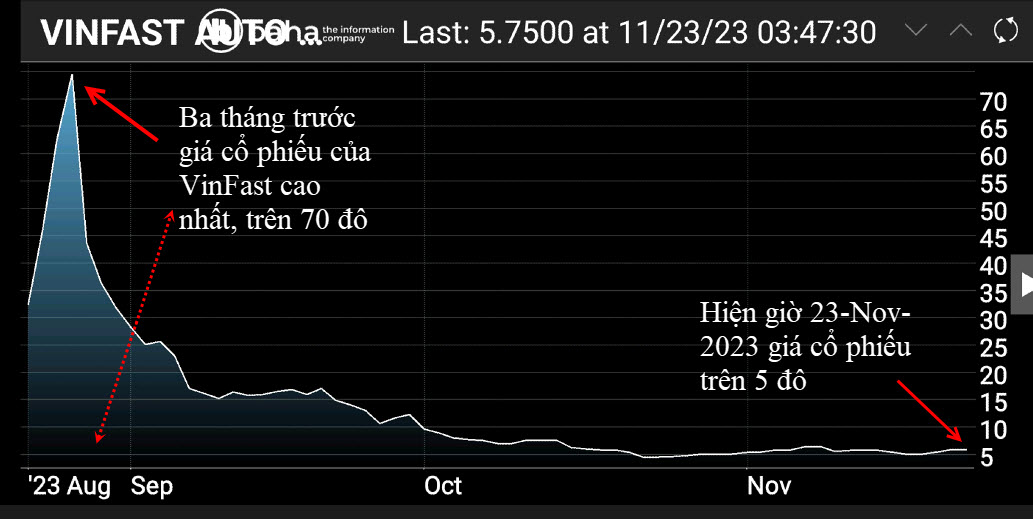 VINFAST AUTO ...
the information
company
Last: 5.7500 at 11/23/23 03:47:30
Ba tháng trước
giá cổ phiếu của
VinFast cao
nhất, trên 70 đô
Hiện giờ 23-Nov-
2023 giá cổ phiếu
trên 5 đô
70
65
60
55
50
45
40
35
30
25
20
15
10
5
'23 Aug Sep Oct Nov